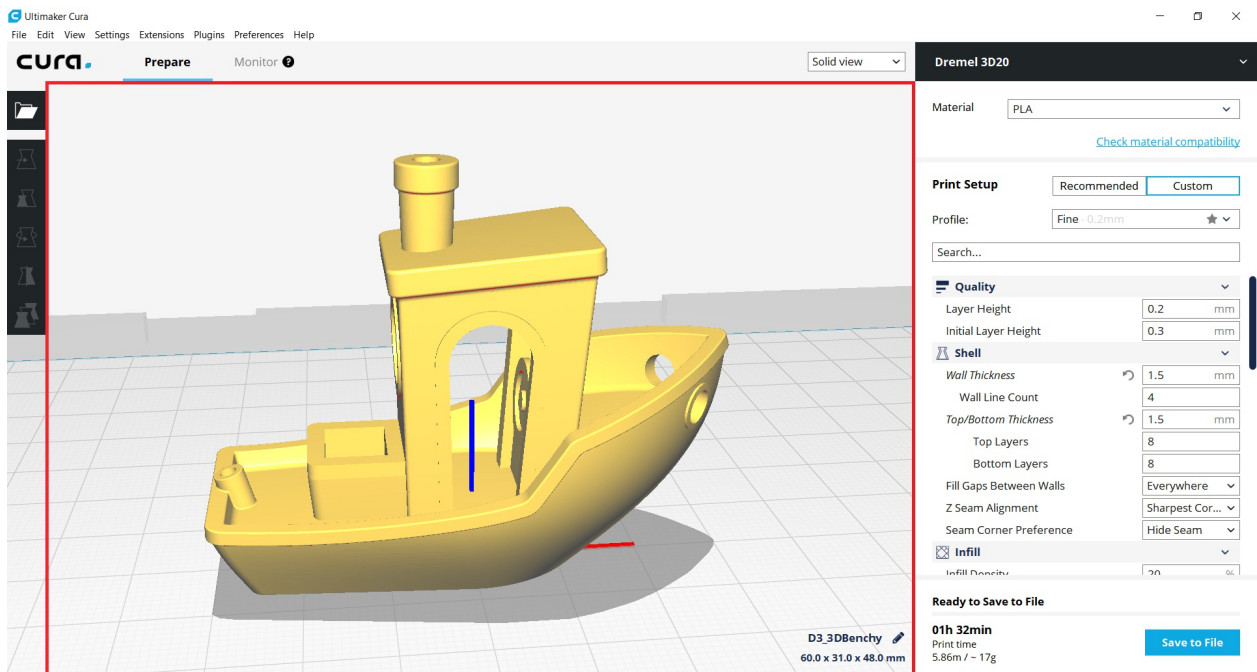 Ultimaker Cura
File Edit View Settings Extensions Plugins Preferences Help
cura. Prepare Monitor ? Solid view Dremel 3D20
Material PLA
Check material compatibility
Print Setup Recommended Custom
Profile: Fine - 0.2mm
Search...
Quality
Layer Height 0.2 mm
Initial Layer Height 0.3 mm
Shell
Wall Thickness 1.5 mm
Wall Line Count 4
Top/Bottom Thickness 1.5 mm
Top Layers 8
Bottom Layers 8
Fill Gaps Between Walls Everywhere
Z Seam Alignment Sharpest Cor...
Seam Corner Preference Hide Seam
Infill
Infill Density 20 %
Ready to Save to File
01h 32min
Print time
5.86m / ~ 17g
Save to File
D3_3DBenchy
60.0 x 31.0 x 48.0 mm